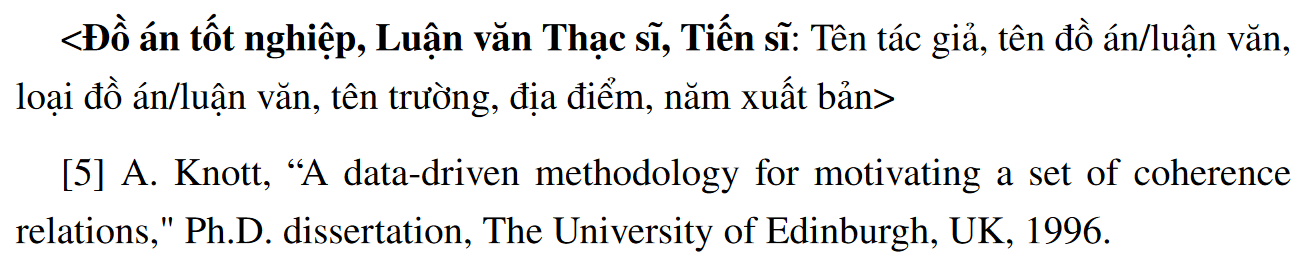 <Đồ án tốt nghiệp, Luận văn Thạc sĩ, Tiến sĩ: Tên tác giả, tên đồ án/luận văn,
loại đồ án/luận văn, tên trường, địa điểm, năm xuất bản>
[5] A. Knott, “A data-driven methodology for motivating a set of coherence
relations," Ph.D. dissertation, The University of Edinburgh, UK, 1996.